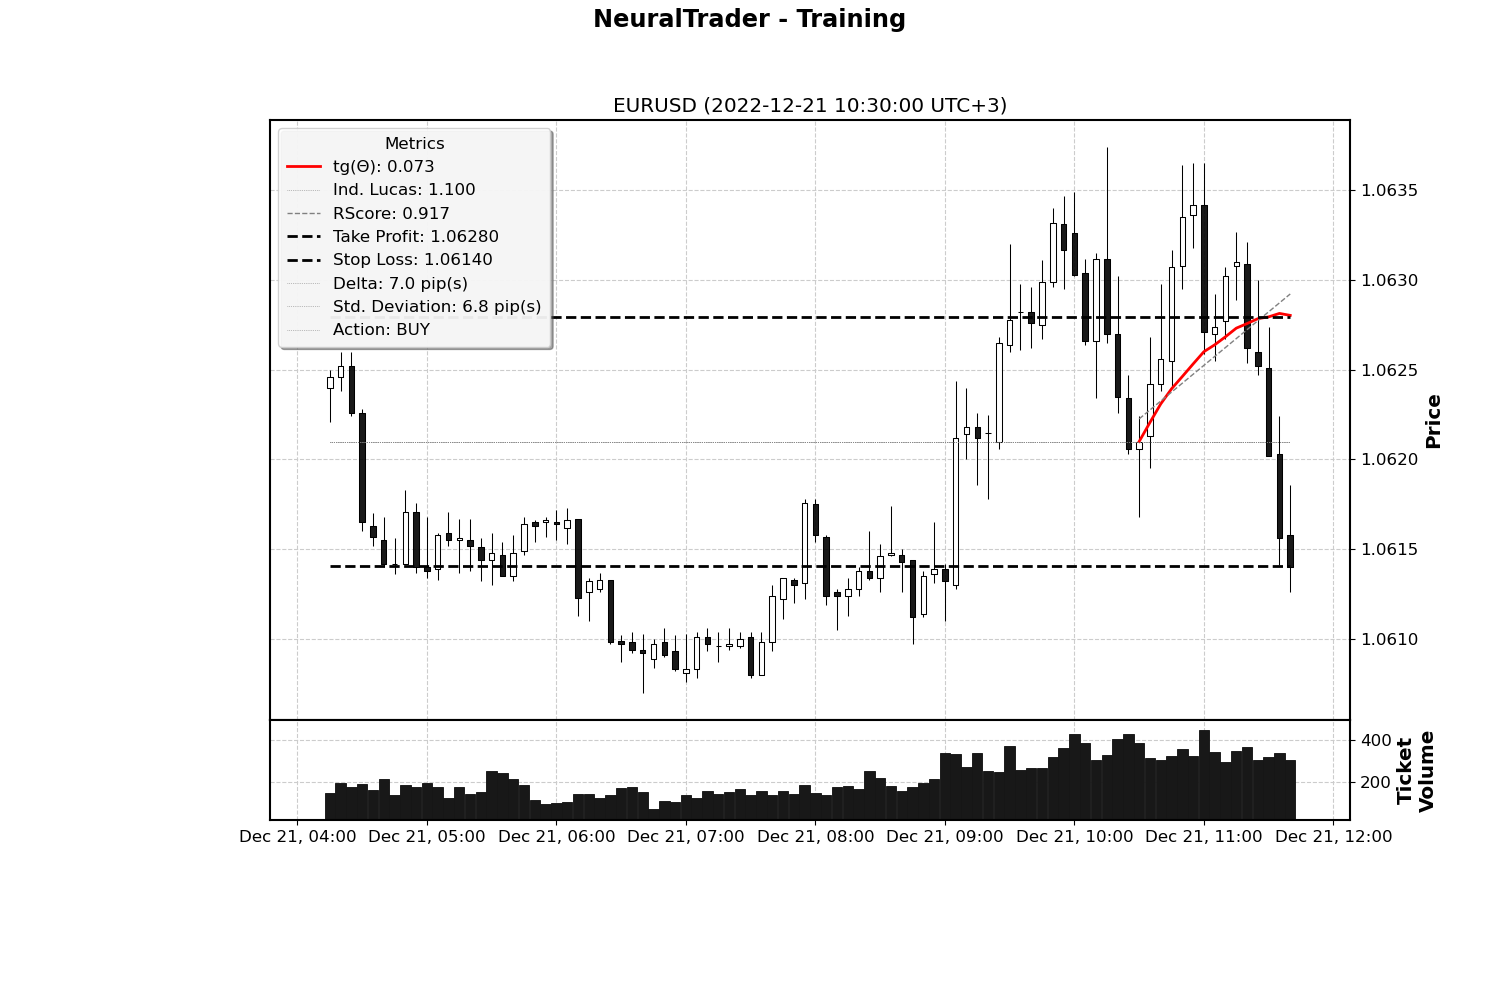 NeuralTrader - Training
EURUSD (2022-12-21 10:30:00 UTC+3)
Metrics
tg(Θ): 0.073
Ind. Lucas: 1.100
RScore: 0.917
Take Profit: 1.06280
Stop Loss: 1.06140
Delta: 7.0 pip(s)
Std. Deviation: 6.8 pip(s)
Action: BUY
1.0635
1.0630
1.0625
1.0620
1.0615
1.0610
Price
400
200
Ticket
Volume
Dec 21, 04:00 Dec 21, 05:00 Dec 21, 06:00 Dec 21, 07:00 Dec 21, 08:00 Dec 21, 09:00 Dec 21, 10:00 Dec 21, 11:00 Dec 21, 12:00